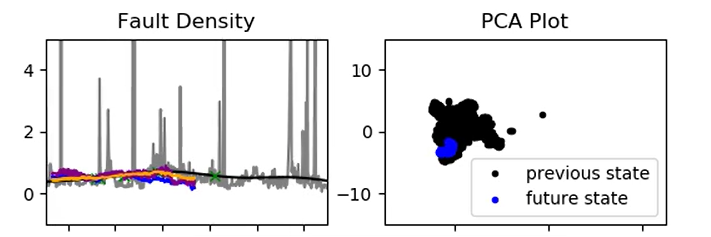 Fault Density
PCA Plot
4
2
0
10
0
−10
previous state
future state